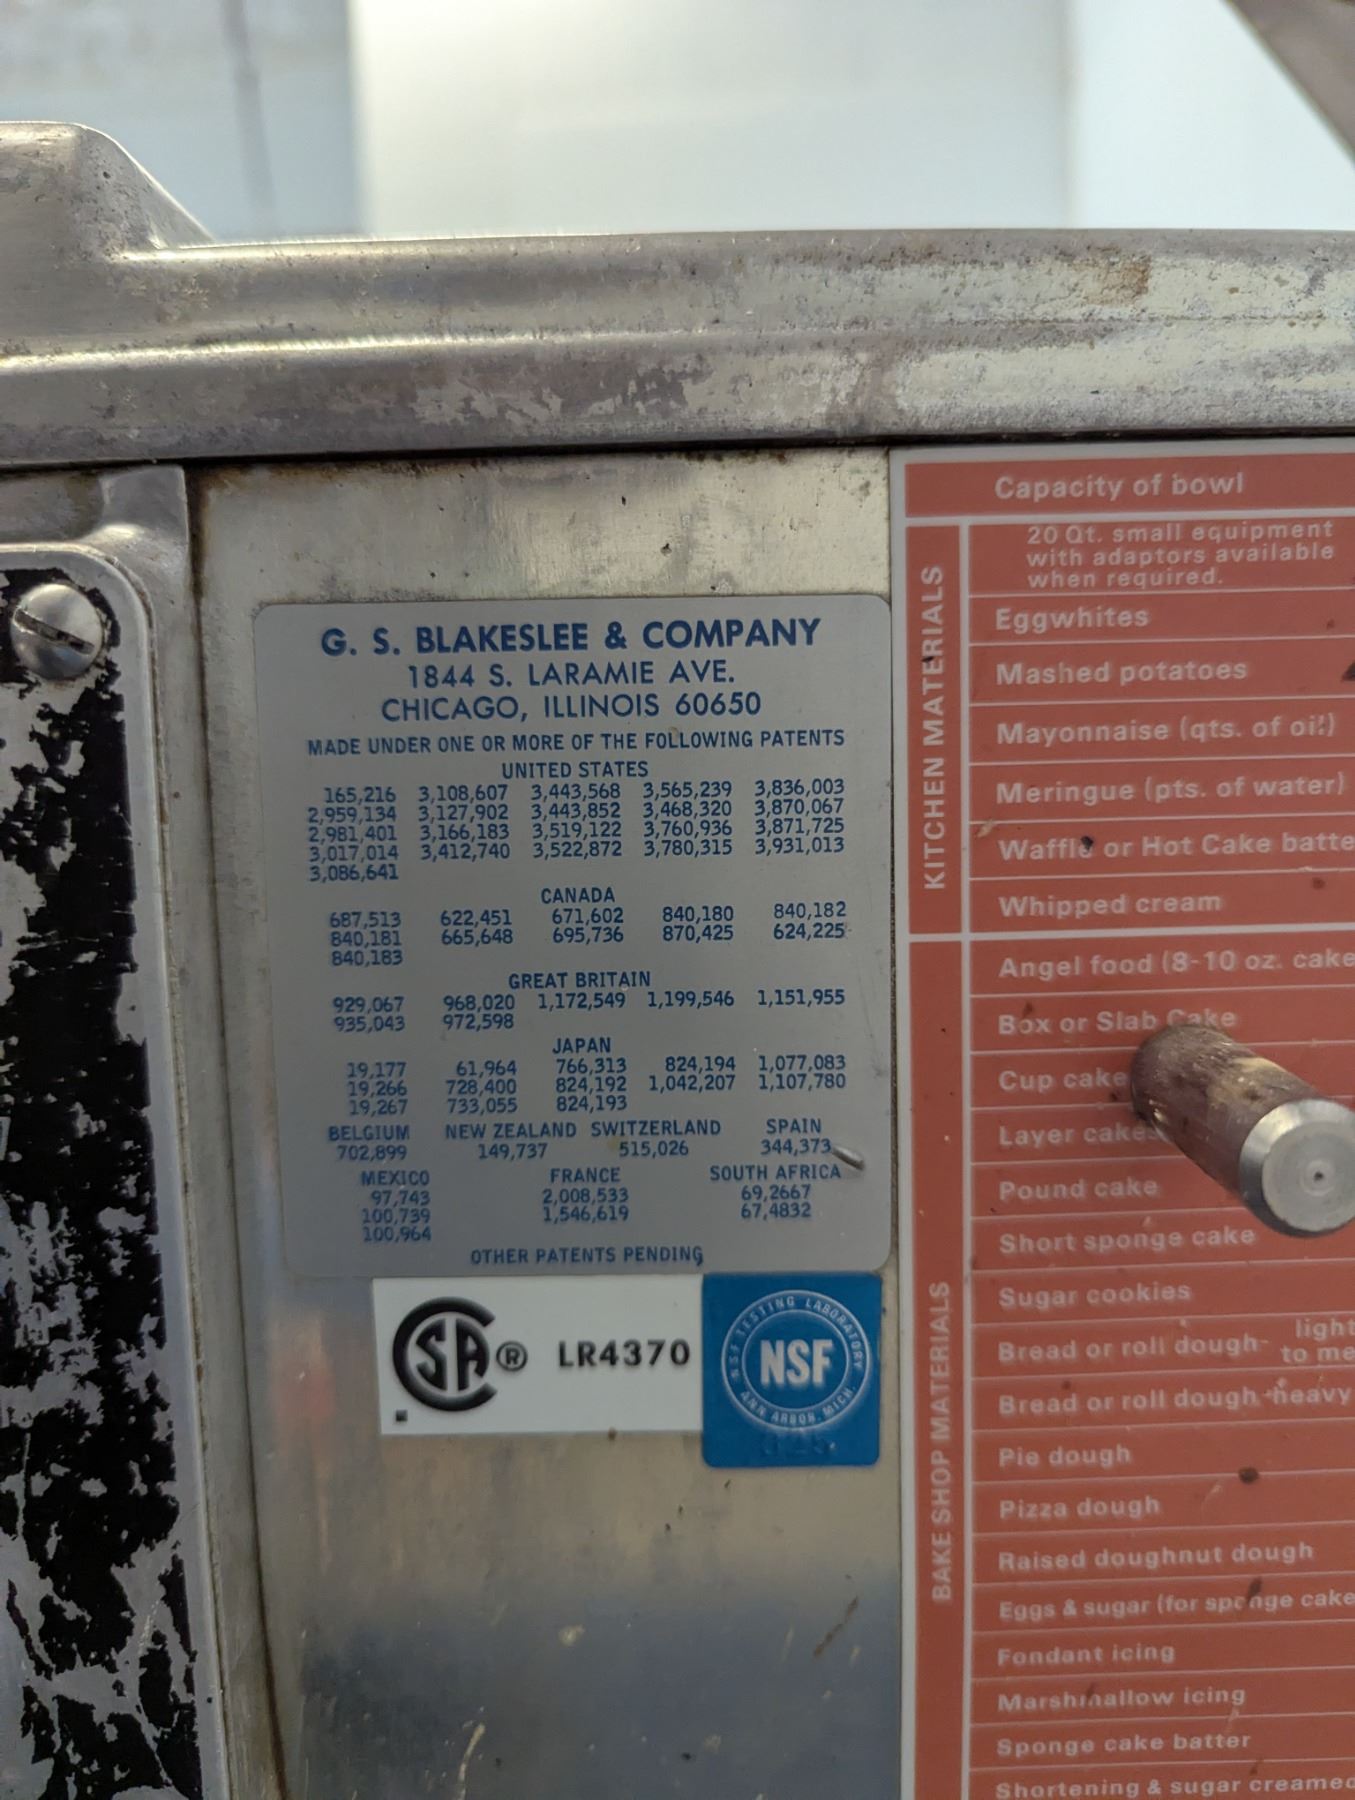 G. S. BLAKESLEE & COMPANY
1844 S. LARAMIE AVE.
CHICAGO, ILLINOIS 60650
MADE UNDER ONE OR MORE OF THE FOLLOWING PATENTS
UNITED STATES
165,216 3,108,607 3,443,568 3,565,239 3,836,003
2,959,134 3,127,902 3,443,852 3,468,320 3,870,067
2,981,401 3,166,183 3,519,122 3,760,936 3,871,725
3,017,014 3,412,740 3,522,872 3,780,315 3,931,013
3,086,641
CANADA
687,513 622,451 671,602 840,180 840,182
840,181 665,648 695,736 870,425 624,225
840,183
GREAT BRITAIN
929,067 968,020 1,172,549 1,199,546 1,151,955
935,043 972,598
JAPAN
19,177 61,964 766,313 824,194 1,077,083
19,266 728,400 824,192 1,042,207 1,107,780
19,267 733,055 824,193
BELGIUM NEW ZEALAND SWITZERLAND SPAIN
702,899 149,737 515,026 344,373
MEXICO FRANCE SOUTH AFRICA
97,743 2,008,533 69,2667
100,739 1,546,619 67,4832
100,964
OTHER PATENTS PENDING
SA ® LR4370
NSF TESTING LABORATORY
NSF
ANN ARBOR, MICH.
Capacity of bowl
KITCHEN MATERIALS
20 Qt. small equipment
with adaptors available
when required.
Eggwhites
Mashed potatoes
Mayonnaise (qts. of oil)
Meringue (pts. of water)
Waffle or Hot Cake batte
Whipped cream
BAKE SHOP MATERIALS
Angel food (8-10 oz. cake
Box or Slab Cake
Cup cake
Layer cakes
Pound cake
Short sponge cake
Sugar cookies
Bread or roll dough- light
to me
Bread or roll dough-heavy
Pie dough
Pizza dough
Raised doughnut dough
Eggs & sugar (for sponge cake
Fondant icing
Marshmallow icing
Sponge cake batter
Shortening & sugar creamed